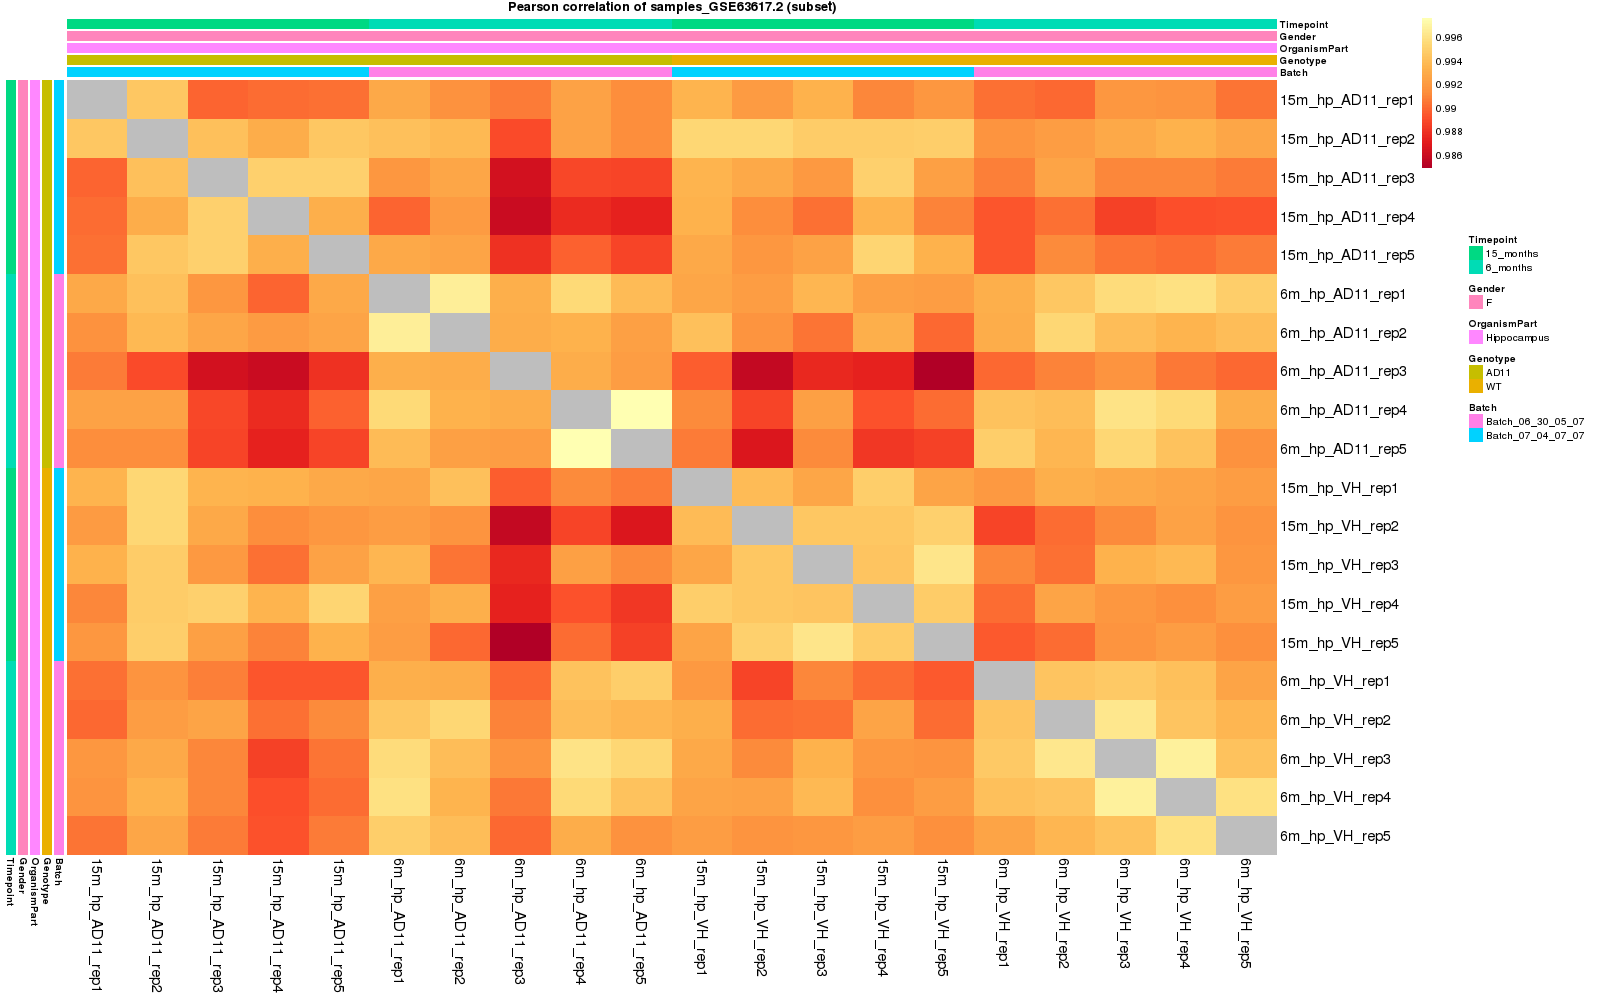 Pearson correlation of samples_GSE63617.2 (subset)
Timepoint
Gender
OrganismPart
Genotype
Batch
0.996
0.994
0.992
0.99
0.988
0.986
15m_hp_AD11_rep1
15m_hp_AD11_rep2
15m_hp_AD11_rep3
15m_hp_AD11_rep4
15m_hp_AD11_rep5
6m_hp_AD11_rep1
6m_hp_AD11_rep2
6m_hp_AD11_rep3
6m_hp_AD11_rep4
6m_hp_AD11_rep5
15m_hp_VH_rep1
15m_hp_VH_rep2
15m_hp_VH_rep3
15m_hp_VH_rep4
15m_hp_VH_rep5
6m_hp_VH_rep1
6m_hp_VH_rep2
6m_hp_VH_rep3
6m_hp_VH_rep4
6m_hp_VH_rep5
Timepoint
15_months
6_months
Gender
F
OrganismPart
Hippocampus
Genotype
AD11
WT
Batch
Batch_06_30_05_07
Batch_07_04_07_07
Timepoint
Gender
OrganismPart
Genotype
Batch
15m_hp_AD11_rep1
15m_hp_AD11_rep2
15m_hp_AD11_rep3
15m_hp_AD11_rep4
15m_hp_AD11_rep5
6m_hp_AD11_rep1
6m_hp_AD11_rep2
6m_hp_AD11_rep3
6m_hp_AD11_rep4
6m_hp_AD11_rep5
15m_hp_VH_rep1
15m_hp_VH_rep2
15m_hp_VH_rep3
15m_hp_VH_rep4
15m_hp_VH_rep5
6m_hp_VH_rep1
6m_hp_VH_rep2
6m_hp_VH_rep3
6m_hp_VH_rep4
6m_hp_VH_rep5